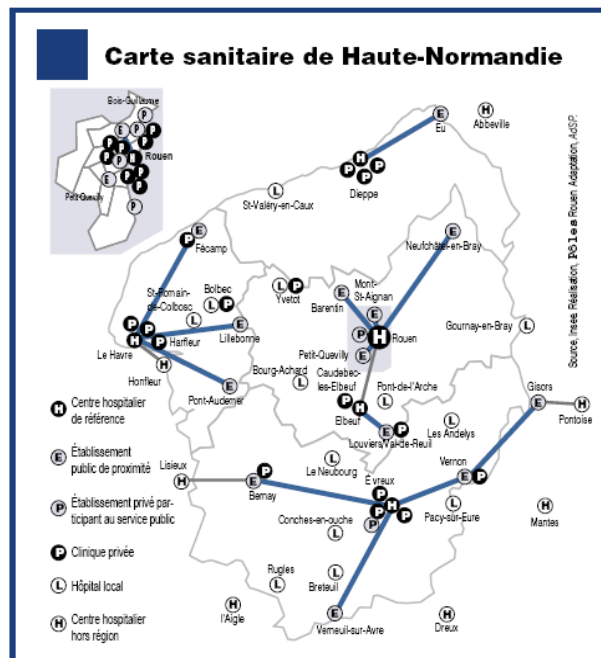 Carte sanitaire de Haute-Normandie
Bois-Guillaume
P
E P P
P P P
Rouen
P P H
P P P
E P P
Petit-Quevilly
P
E
Eu
H
Abbeville
H
P P P
Dieppe
L
St-Valéry-en-Caux
P E
Fécamp
E
Neufchâtel-en-Bray
Bolbec
L P
L P
Yvetot
Mont-
St-Aignan
E
Barentin
E
St-Romain-
de-Colbosc
L
P P
H P
Harfleur
Le Havre
E
Lillebonne
P H
Rouen
Gournay-en-Bray
L
H
Honfleur
Petit-Quevilly
E
Bourg-Achard
L
Caudebec-
les-Elbeuf
Pont-de-l'Arche
L
E
Pont-Audemer
P H
Elbeuf
Gisors
E
H
Pontoise
E P
Louviers/Val-de-Reuil
L
Les Andelys
Lisieux
H
P
E
Bernay
Le Neubourg
L
Évreux
P
P H P
P
Vernon
E P
L
Pacy-sur-Eure
H
Mantes
Conches-en-ouche
L
Rugles
L
Breteuil
L
H
l'Aigle
E
Verneuil-sur-Avre
H
Dreux
H Centre hospitalier
de référence
E Établissement
public de proximité
P Établissement privé par-
ticipant au service public
P Clinique privée
L Hôpital local
H Centre hospitalier
hors région
Source, Insee. Réalisation, Pôles Rouen. Adaptation, AdSP.